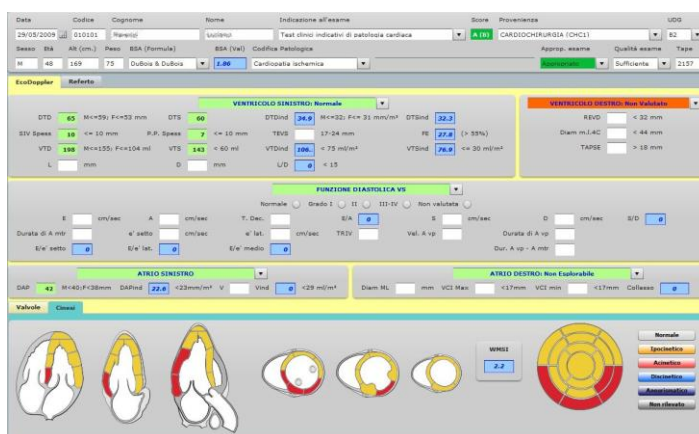 Data Codice Cognome Nome Indicazione all'esame Score Provenienza UDG
29/05/2009 010101 Test clinici indicativi di patologia cardiaca A (8) CARDIOCHIRURGIA (CHC1) 82
Sesso Età Alt (cm.) Peso BSA (Formula) BSA (Val) Codifica Patologica Approp. esame Qualità esame Tape
M 48 169 75 DuBois & DuBois 1.86 Cardiopatia ischemica Appropriato Sufficiente 2157
EcoDoppler Referto
VENTRICOLO SINISTRO: Normale VENTRICOLO DESTRO: Non Valutato
DTD 65 M<=59; F<=53 mm DTS 60 DTDind 34.9 M<=32; F<= 31 mm/m² DTSind 32.3 REVD < 32 mm
SIV Spess 10 <= 10 mm P.P. Spess 7 <= 10 mm TEVS 17-24 mm FE 27.8 (> 55%) Diam m.l.4C < 44 mm
VTD 198 M<=155; F<=104 ml VTS 143 < 60 ml VTDind 106. < 75 ml/m² VTSind 76.9 <= 30 ml/m² TAPSE > 18 mm
L mm D mm L/D 0 < 15
FUNZIONE DIASTOLICA VS
Normale Grado I II III-IV Non valutata
E cm/sec A cm/sec T. Dec. E/A 0 S cm/sec D cm/sec S/D 0
Durata di A mtr e' setto cm/sec e' lat. cm/sec TRIV Vel. A vp Durata di A vp
E/e' setto 0 E/e' lat. 0 E/e' medio 0 Dur. A vp - A mtr
ATRIO SINISTRO ATRIO DESTRO: Non Esplorabile
DAP 42 M<40;F<38mm DAPind 22.6 <23mm/m² V Vind 0 <29 ml/m² Diam ML mm VCI Max <17mm VCI min <17mm Collasso 0
Valvole Cinesi
WMSI
2.2
Normale
Ipocinetico
Acinetico
Discinetico
Aneurismatico
Non rilevato